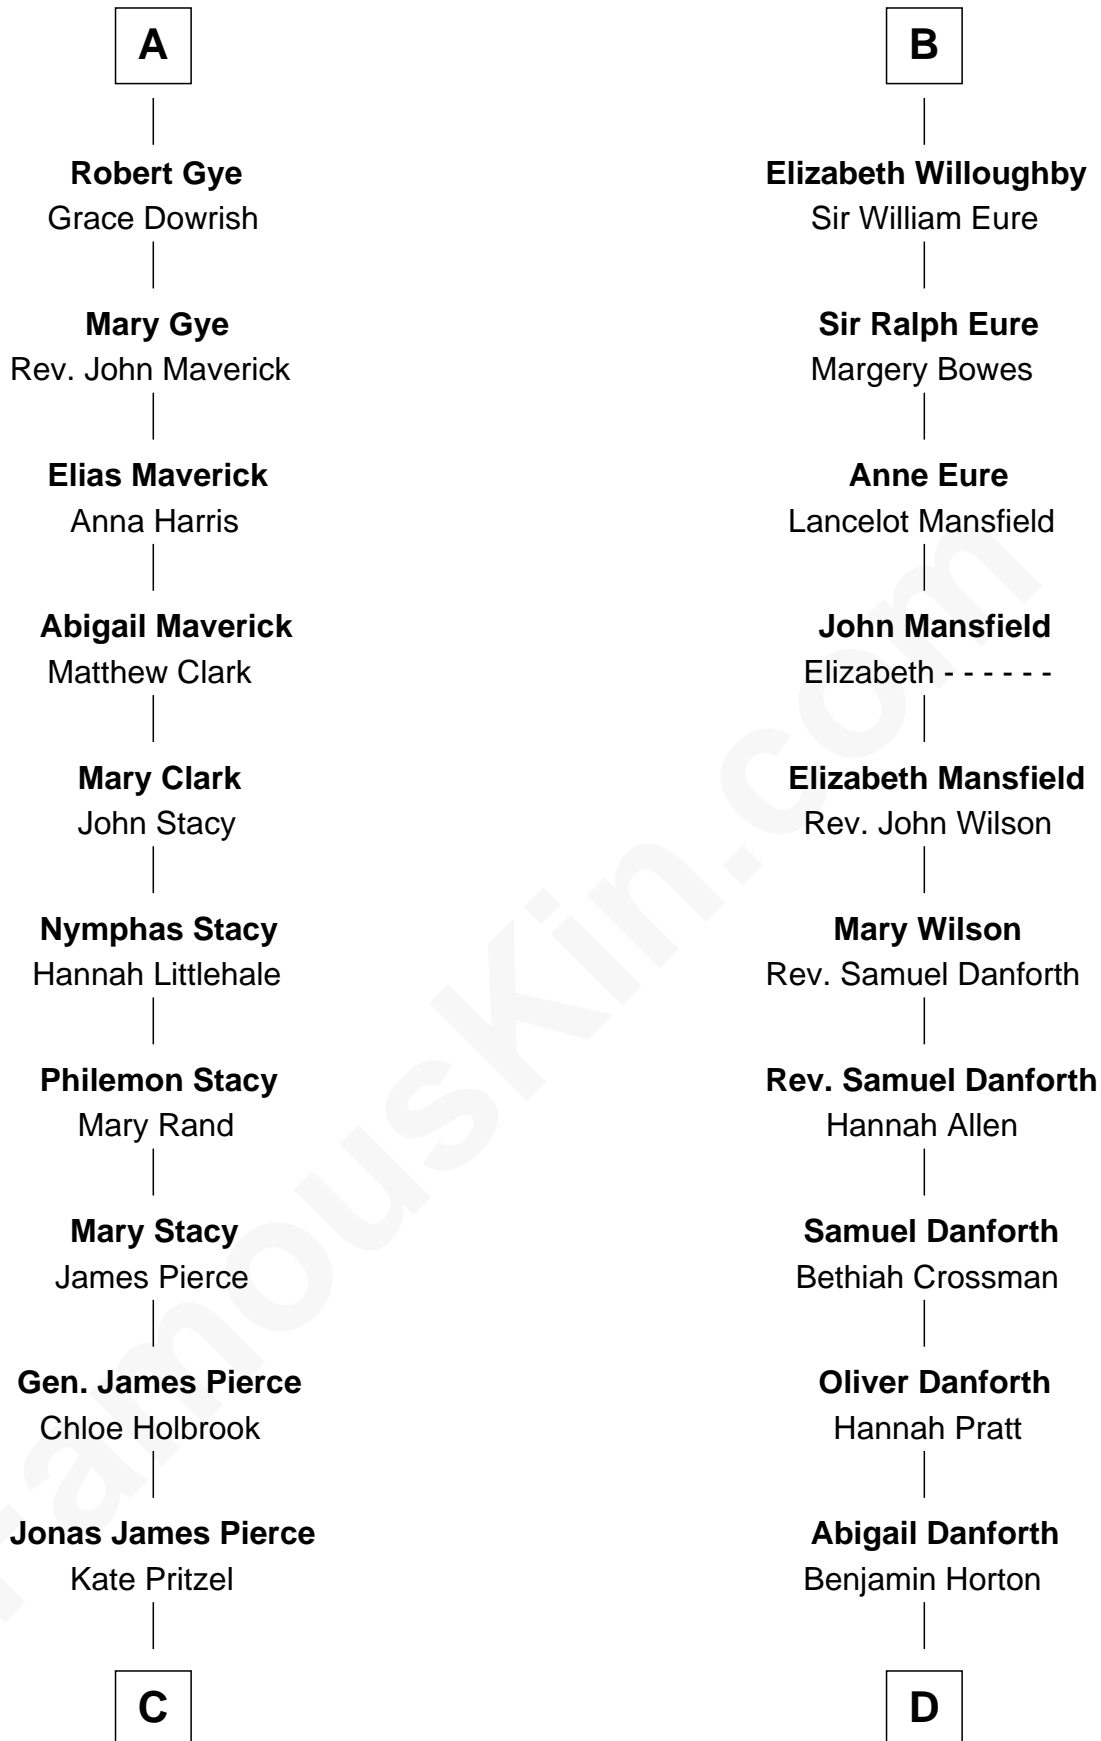 A
Robert Gye
Grace Dowrish
Mary Gye
Rev. John Maverick
Elias Maverick
Anna Harris
Abigail Maverick
Matthew Clark
Mary Clark
John Stacy
Nymphas Stacy
Hannah Littlehale
Philemon Stacy
Mary Rand
Mary Stacy
James Pierce
Gen. James Pierce
Chloe Holbrook
Jonas James Pierce
Kate Pritzel
C
B
Elizabeth Willoughby
Sir William Eure
Sir Ralph Eure
Margery Bowes
Anne Eure
Lancelot Mansfield
John Mansfield
Elizabeth - - - - - -
Elizabeth Mansfield
Rev. John Wilson
Mary Wilson
Rev. Samuel Danforth
Rev. Samuel Danforth
Hannah Allen
Samuel Danforth
Bethiah Crossman
Oliver Danforth
Hannah Pratt
Abigail Danforth
Benjamin Horton
D
FamousKin.com